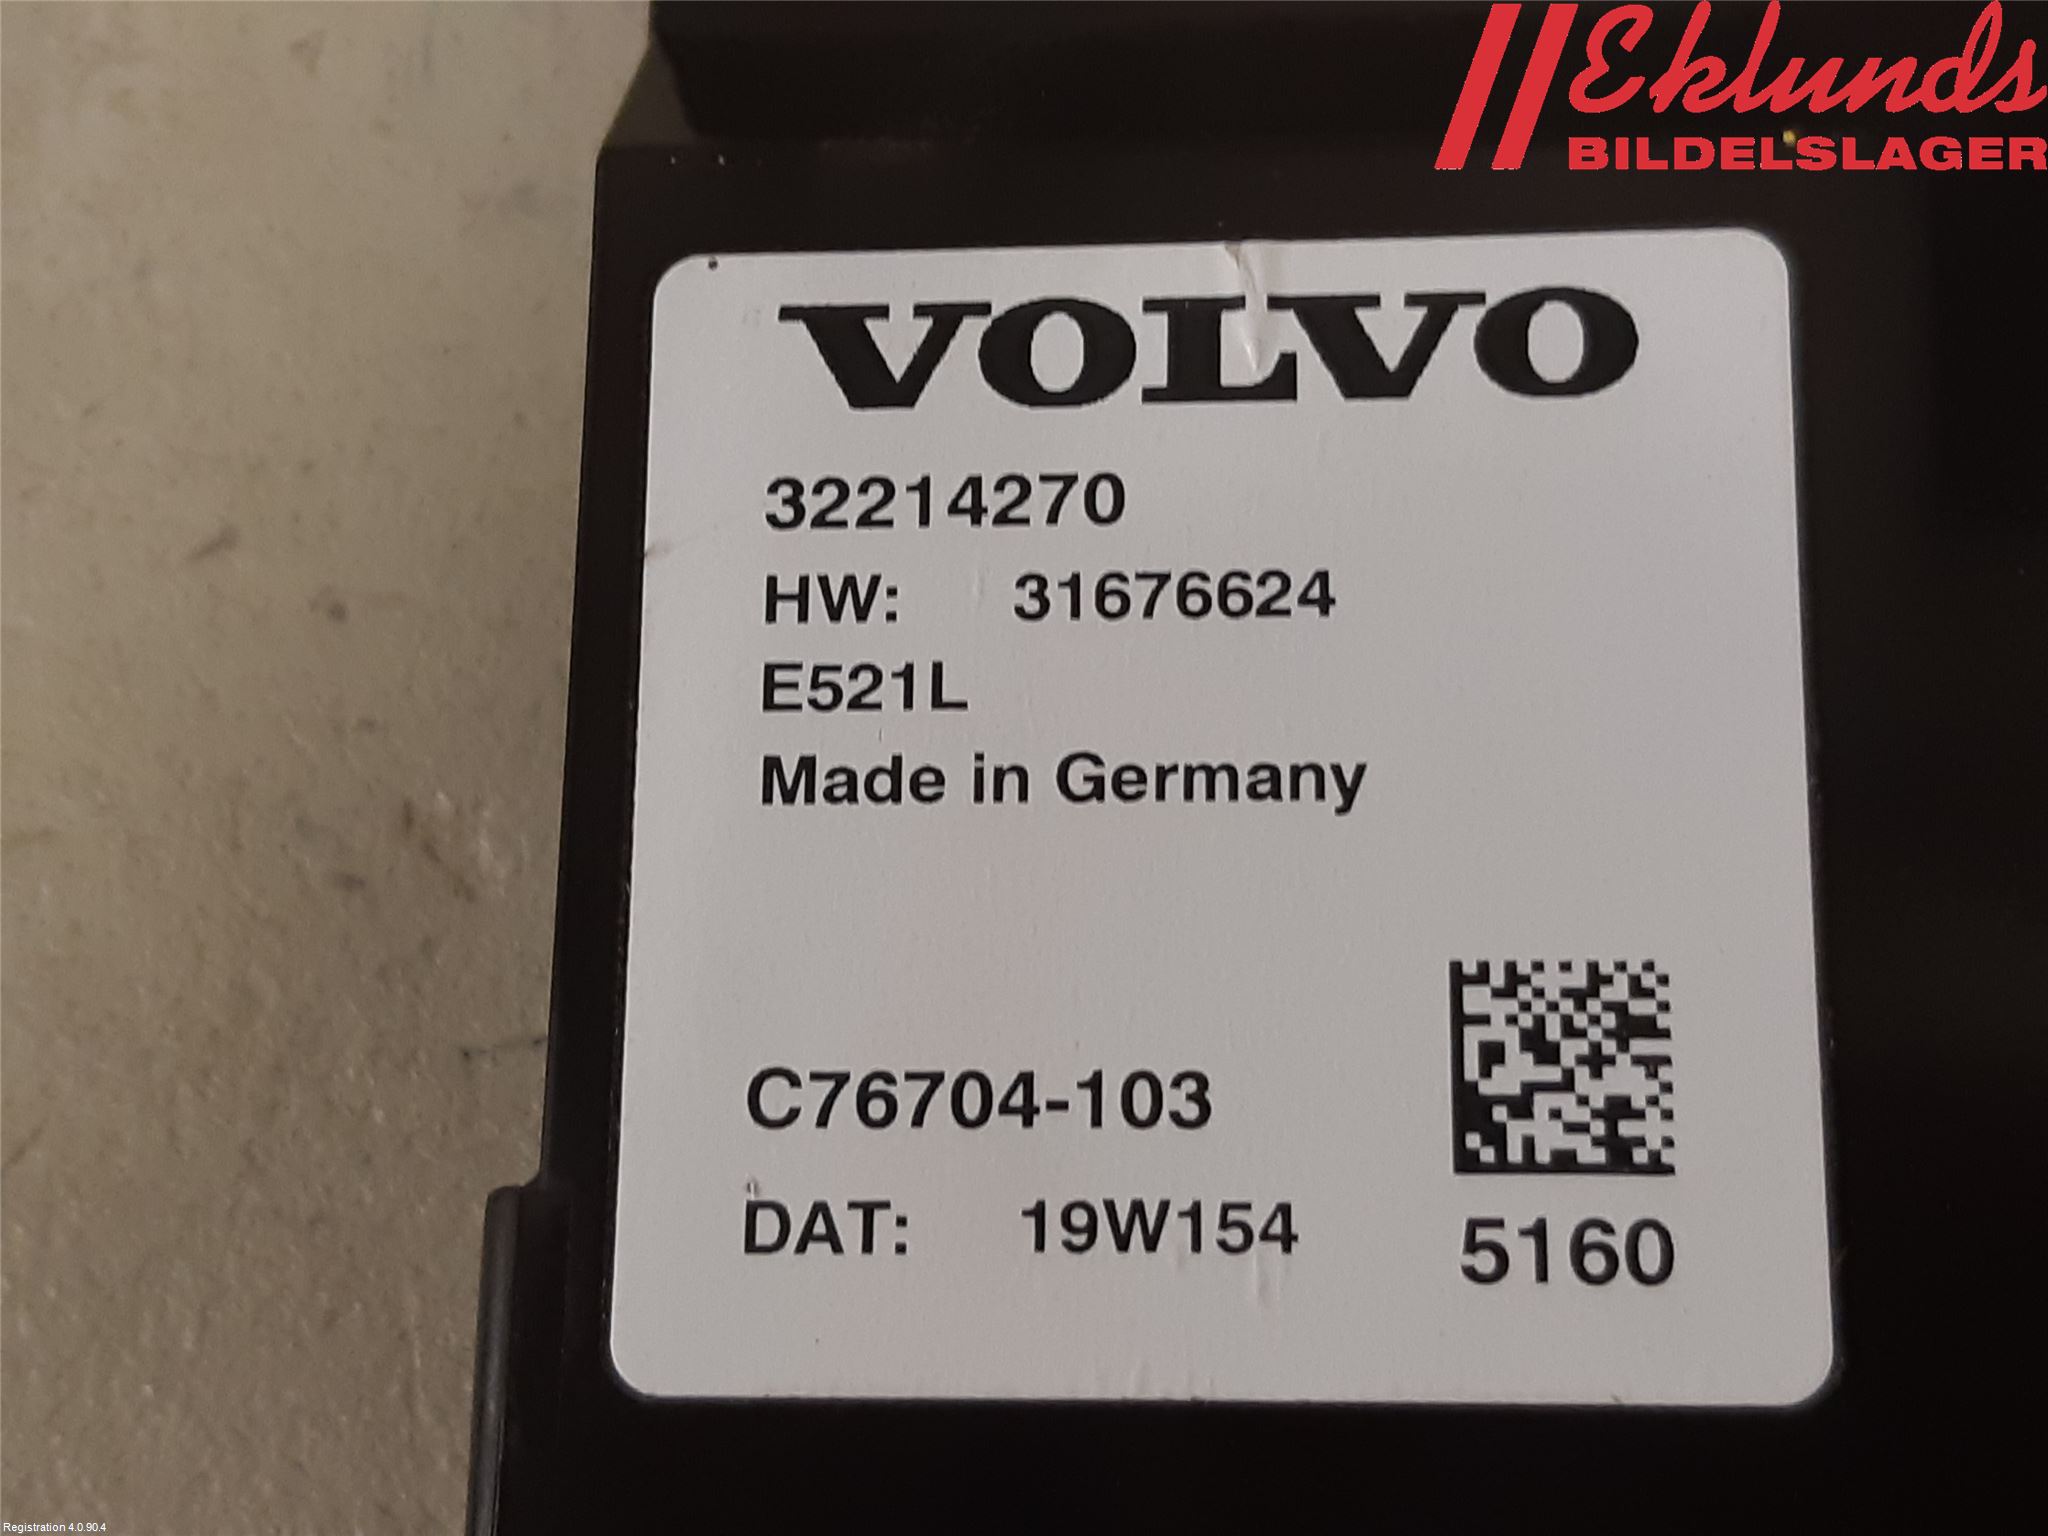 Eklunds
BILDELSLAGER
VOLVO
32214270
HW: 31676624
E521L
Made in Germany
C76704-103
DAT: 19W154
5160
Registration 4.0.90.4